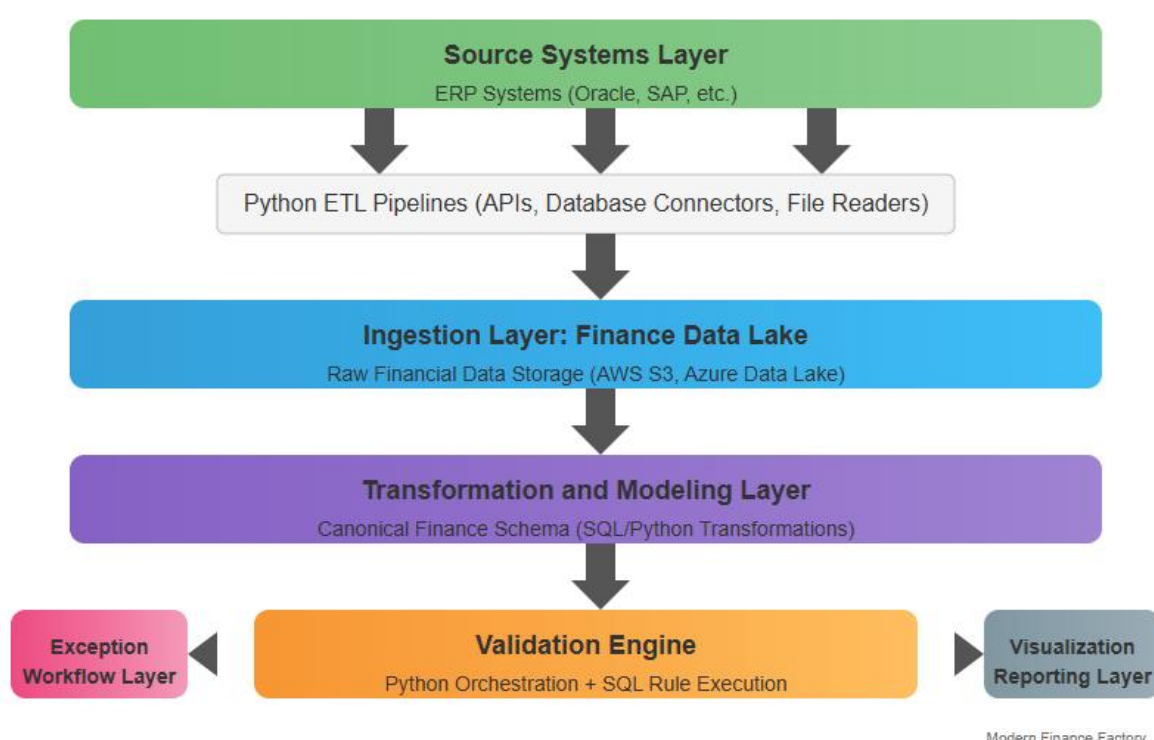 Source Systems Layer
ERP Systems (Oracle, SAP, etc.)
Python ETL Pipelines (APIs, Database Connectors, File Readers)
Ingestion Layer: Finance Data Lake
Raw Financial Data Storage (AWS S3, Azure Data Lake)
Transformation and Modeling Layer
Canonical Finance Schema (SQL/Python Transformations)
Exception
Workflow Layer
Validation Engine
Python Orchestration + SQL Rule Execution
Visualization
Reporting Layer
Modern Finance Factory